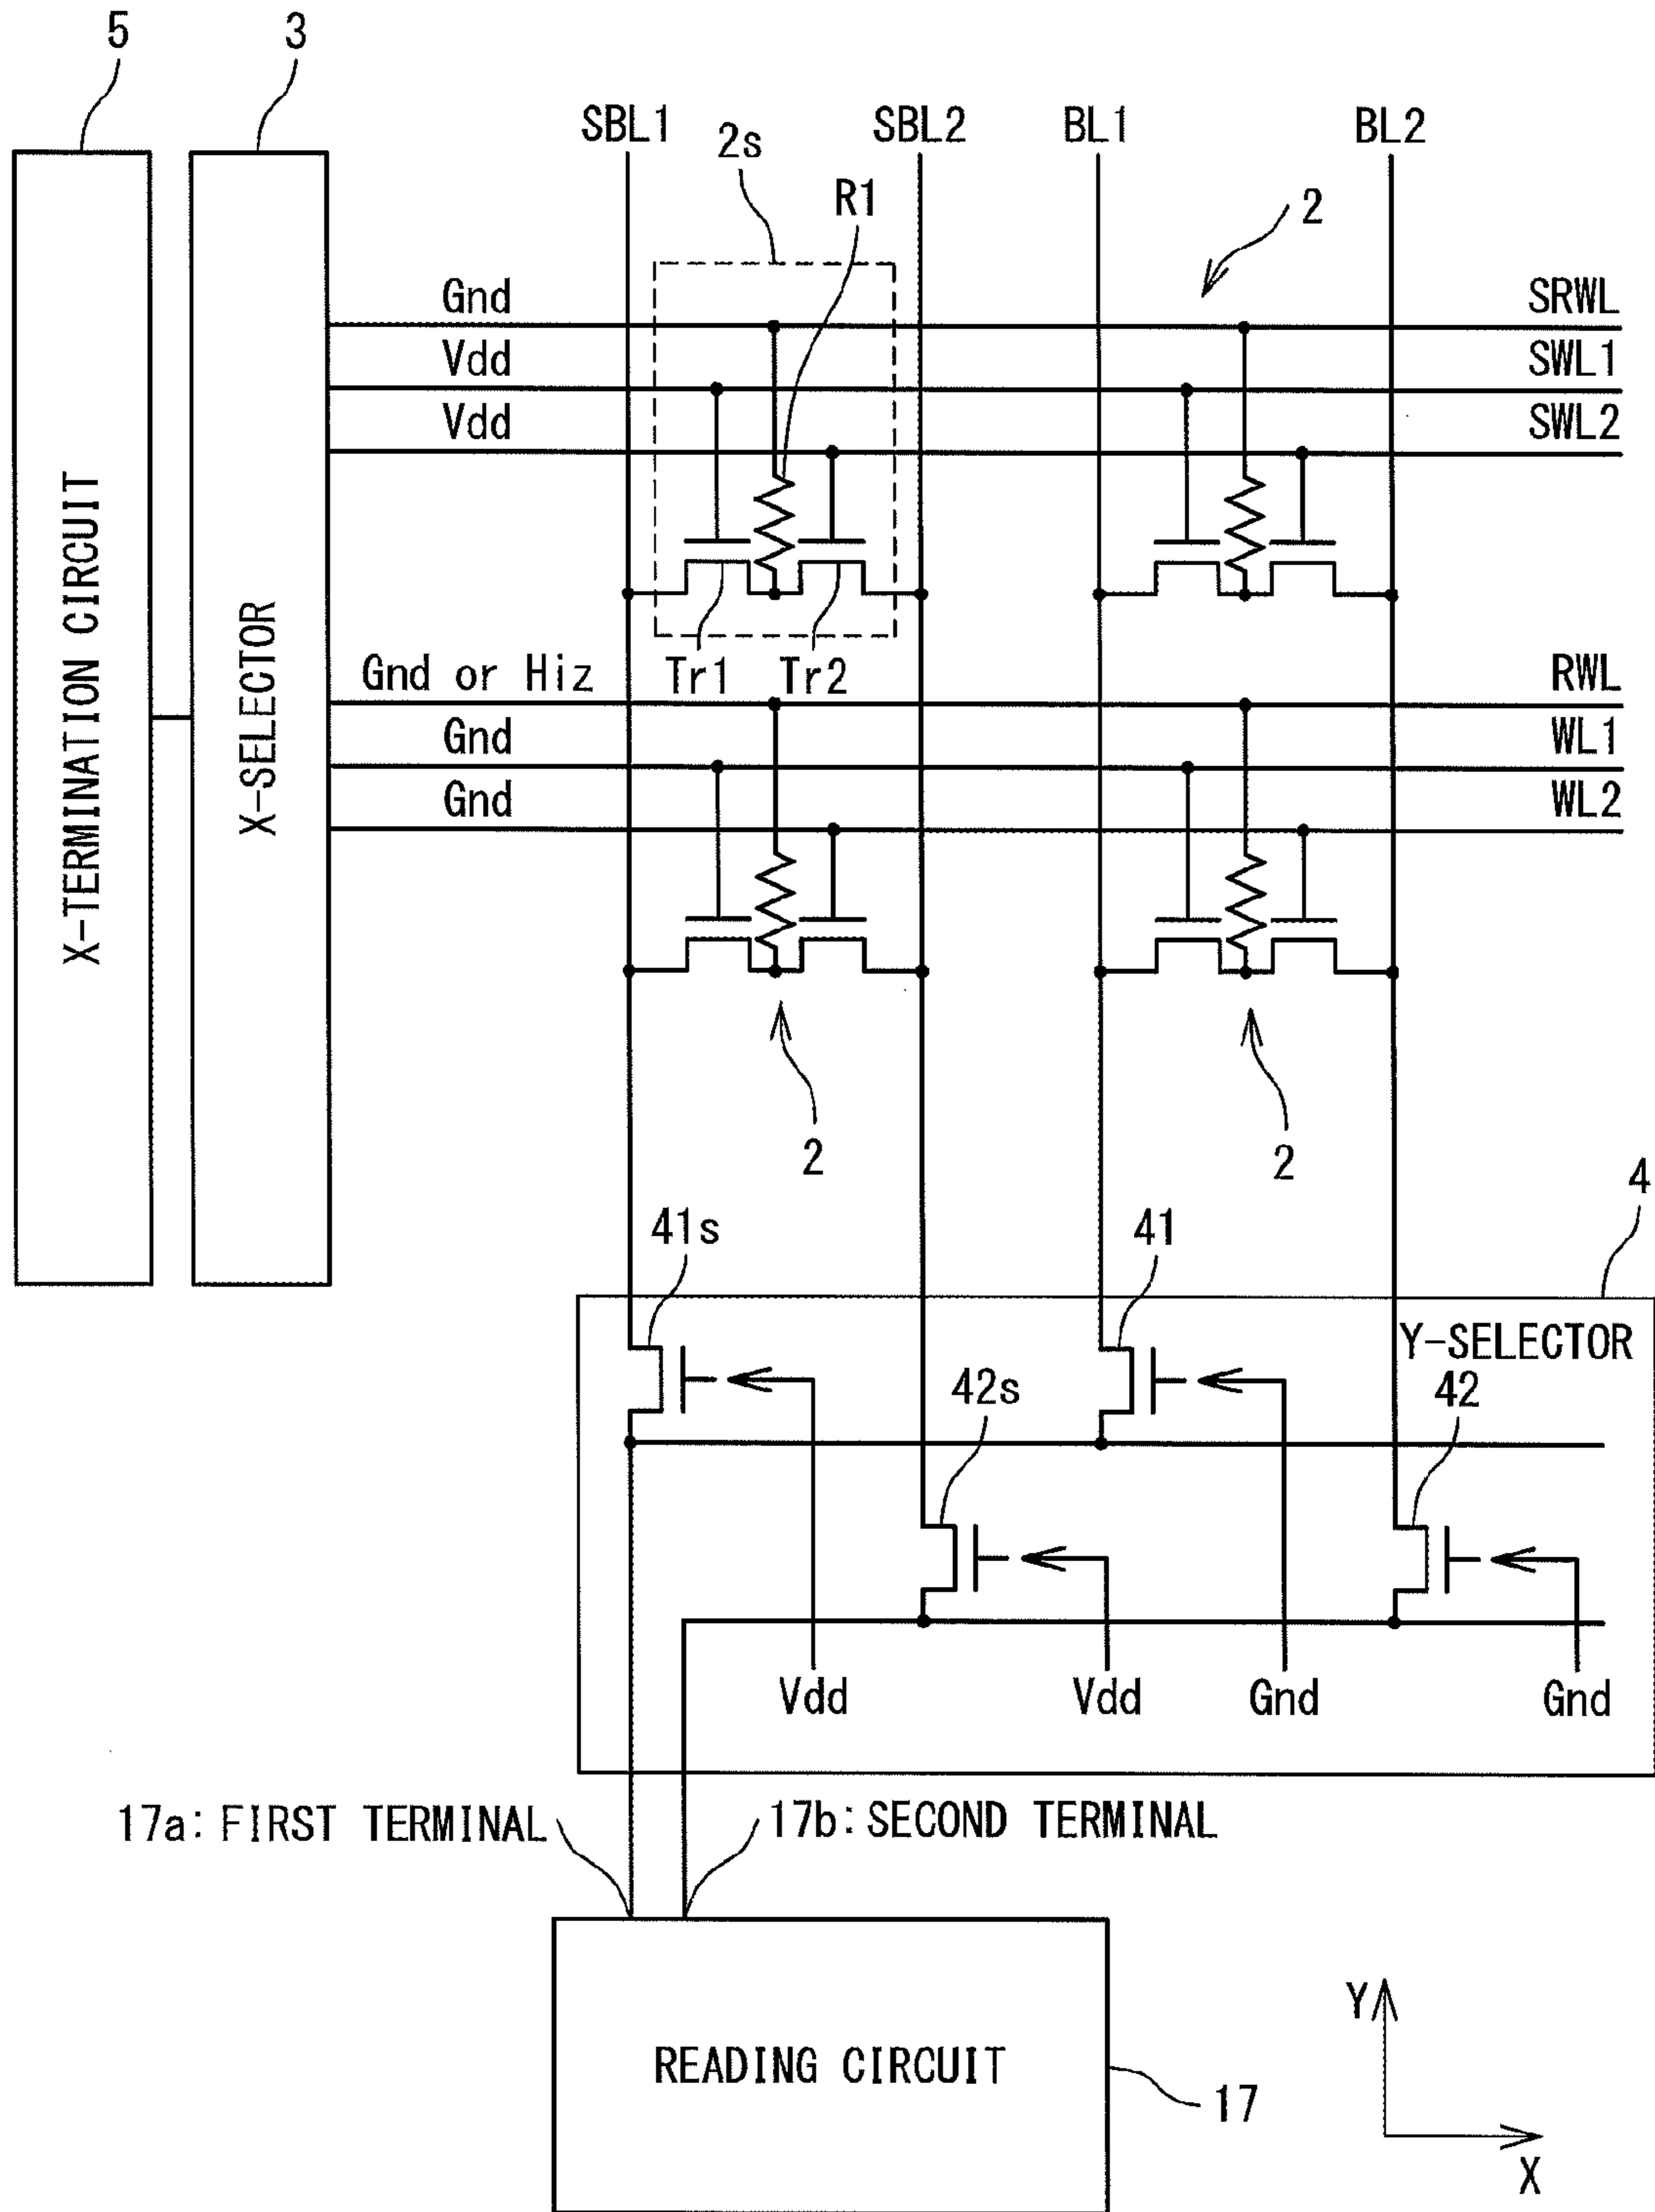 5
3
SBL1
SBL2
BL1
BL2
2s
R1
2
Gnd
SRWL
Vdd
SWL1
Vdd
SWL2
Tr1
Tr2
Gnd or Hiz
RWL
Gnd
WL1
Gnd
WL2
X-TERMINATION CIRCUIT
X-SELECTOR
2
2
4
41s
41
Y-SELECTOR
42s
42
Vdd
Vdd
Gnd
Gnd
17a: FIRST TERMINAL
17b: SECOND TERMINAL
READING CIRCUIT
17
Y
X